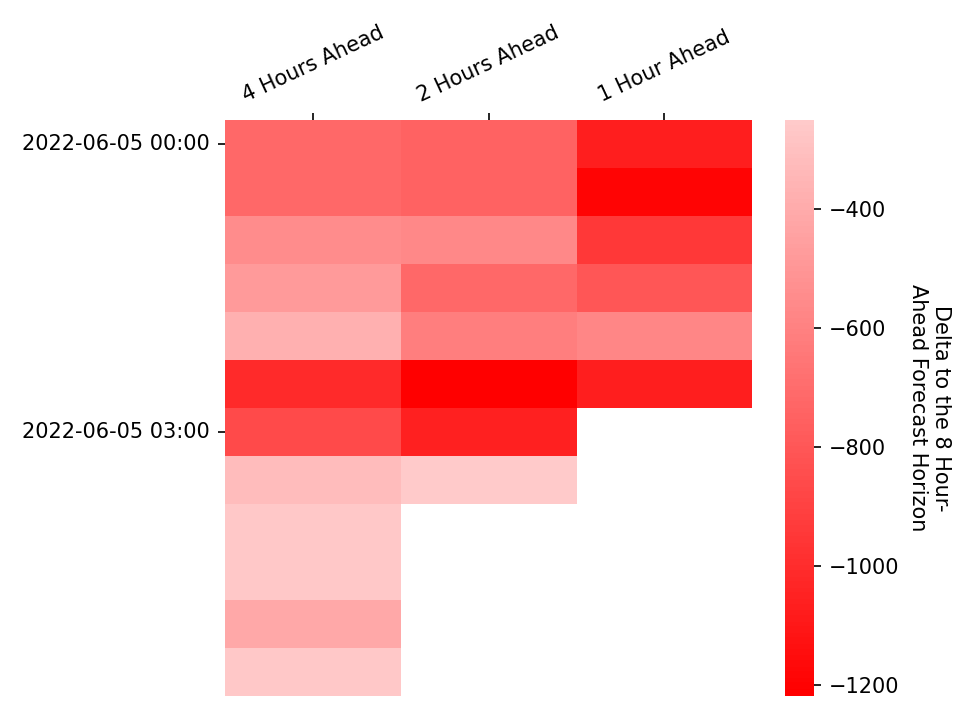 4 Hours Ahead
2 Hours Ahead
1 Hour Ahead
2022-06-05 00:00
2022-06-05 03:00
−400
−600
−800
−1000
−1200
Delta to the 8 Hour-
Ahead Forecast Horizon